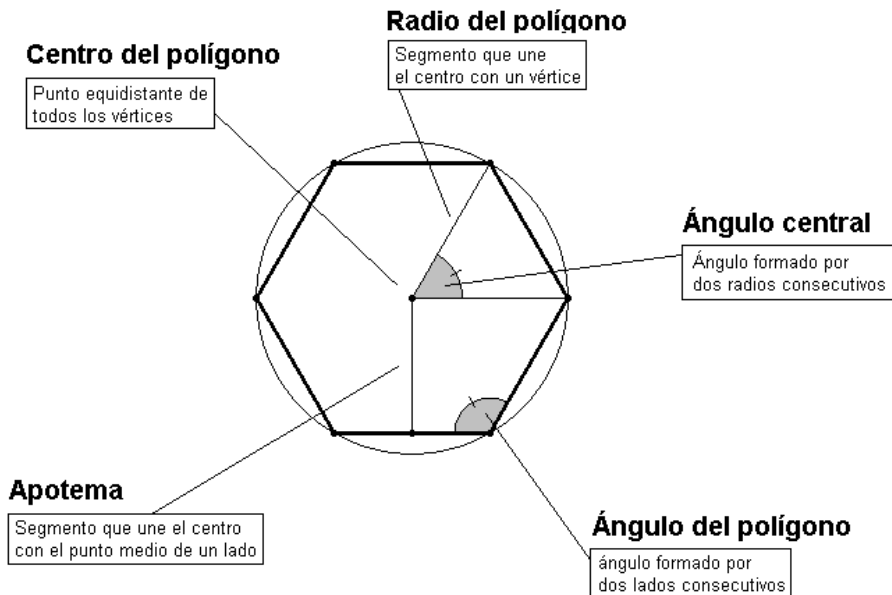 Radio del polígono
Segmento que une
el centro con un vértice
Centro del polígono
Punto equidistante de
todos los vértices
Ángulo central
Ángulo formado por
dos radios consecutivos
Apotema
Segmento que une el centro
con el punto medio de un lado
Ángulo del polígono
ángulo formado por
dos lados consecutivos